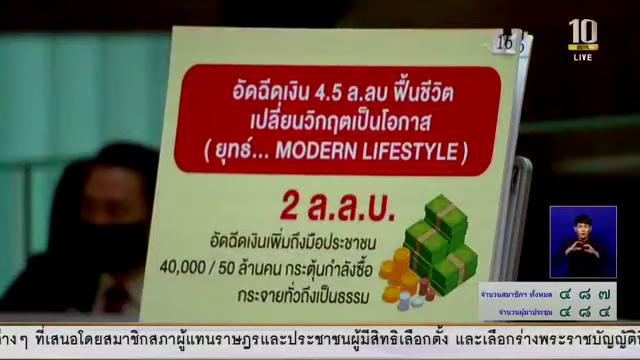 16
10
LIVE
อัดฉีดเงิน 4.5 ล.ลบ ฟื้นชีวิต
เปลี่ยนวิกฤตเป็นโอกาส
( ยุทธ์... MODERN LIFESTYLE )
2 ล.ล.บ.
อัดฉีดเงินเพิ่มถึงมือประชาชน
40,000 / 50 ล้านคน กระตุ้นกำลังซื้อ
กระจายทั่วถึงเป็นธรรม
จำนวนสมาชิกฯ ทั้งหมด ๔ ๘ ๗
จำนวนผู้มาประชุม ๔ ๘ ๔
ต่างๆ ที่เสนอโดยสมาชิกสภาผู้แทนราษฎรและประชาชนผู้มีสิทธิเลือกตั้ง และเลือกร่างพระราชบัญญัติ